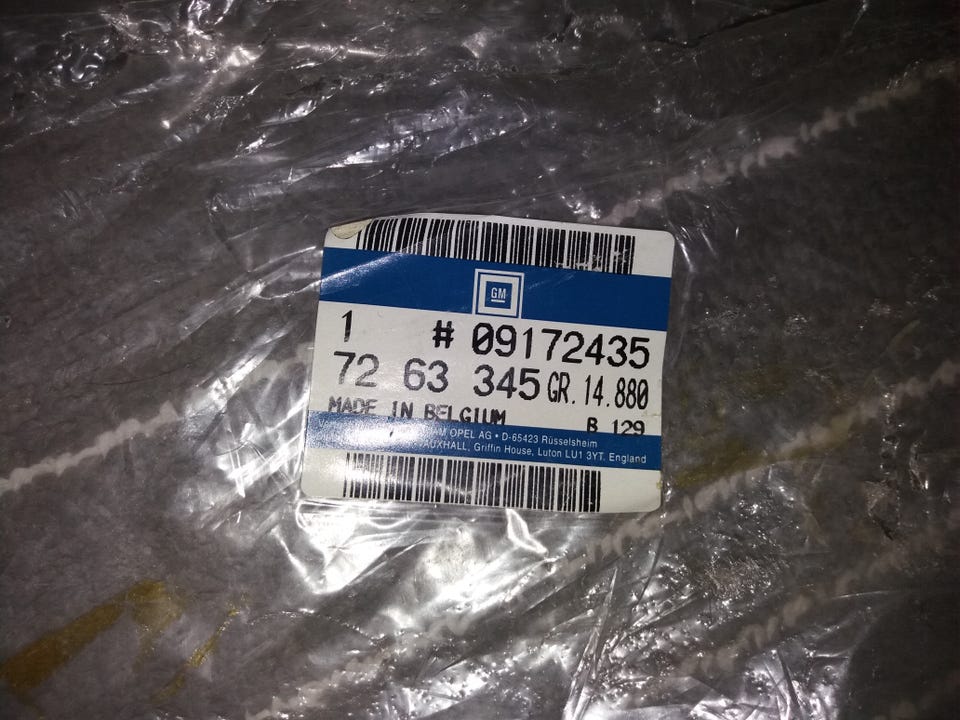 GM
1 # 09172435
72 63 345 GR. 14.880
MADE IN BELGIUM B 129
OPEL AG • D-65423 Rüsselsheim
VAUXHALL, Griffin House, Luton LU1 3YT. England